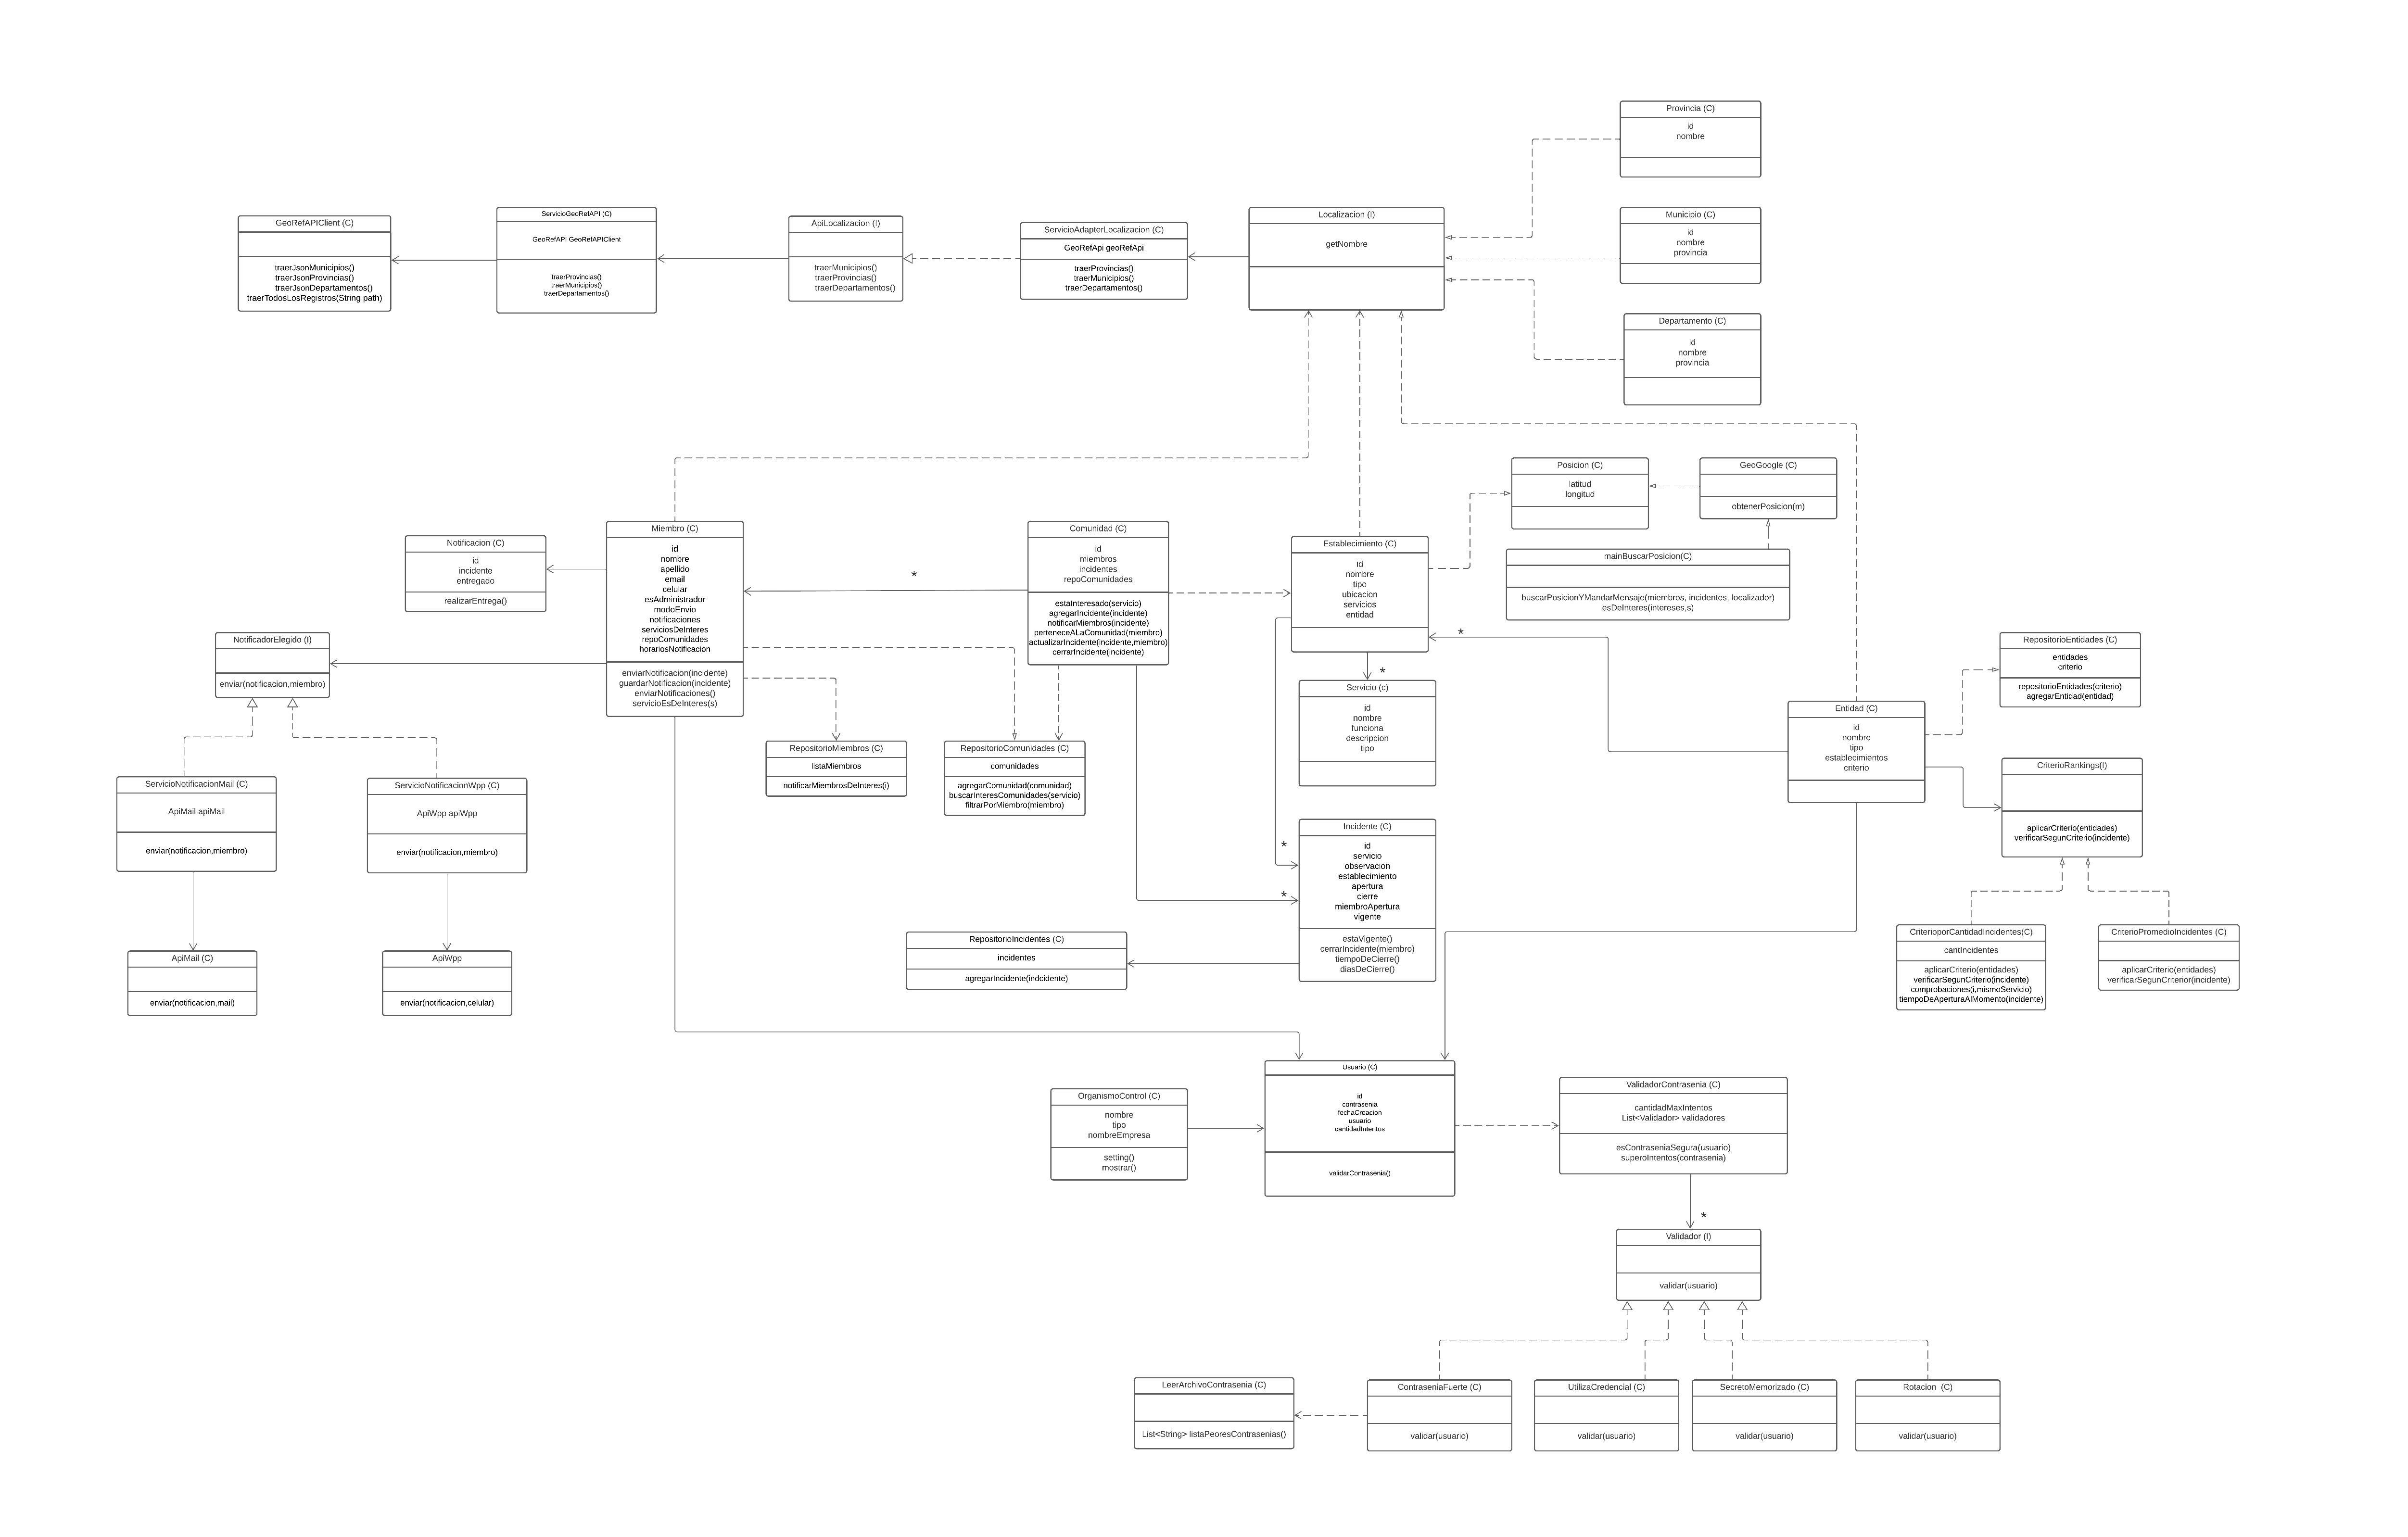 Provincia (C)
id
nombre
GeoRefAPIClient (C)
traerJsonMunicipios()
traerJsonProvincias()
traerJsonDepartamentos()
traerTodosLosRegistros(String path)
ServicioGeoRefAPI (C)
GeoRefAPI GeoRefAPIClient
traerProvincias()
traerMunicipios()
traerDepartamentos()
ApiLocalizacion (I)
traerMunicipios()
traerProvincias()
traerDepartamentos()
ServicioAdapterLocalizacion (C)
GeoRefApi geoRefApi
traerProvincias()
traerMunicipios()
traerDepartamentos()
Localizacion (I)
getNombre
Municipio (C)
id
nombre
provincia
Departamento (C)
id
nombre
provincia
Posicion (C)
latitud
longitud
GeoGoogle (C)
obtenerPosicion(m)
mainBuscarPosicion(C)
buscarPosicionYMandarMensaje(miembros, incidentes, localizador)
esDeInteres(intereses,s)
Notificacion (C)
id
incidente
entregado
realizarEntrega()
Miembro (C)
id
nombre
apellido
email
celular
esAdministrador
modoEnvio
notificaciones
serviciosDeInteres
repoComunidades
horariosNotificacion
enviarNotificacion(incidente)
guardarNotificacion(incidente)
enviarNotificaciones()
servicioEsDeInteres(s)
*
Comunidad (C)
id
miembros
incidentes
repoComunidades
estaInteresado(servicio)
agregarIncidente(incidente)
notificarMiembros(incidente)
perteneceALaComunidad(miembro)
actualizarIncidente(incidente,miembro)
cerrarIncidente(incidente)
Establecimiento (C)
id
nombre
tipo
ubicacion
servicios
entidad
*
*
NotificadorElegido (I)
enviar(notificacion,miembro)
RepositorioEntidades (C)
entidades
criterio
repositorioEntidades(criterio)
agregarEntidad(entidad)
Servicio (c)
id
nombre
funciona
descripcion
tipo
Entidad (C)
id
nombre
tipo
establecimientos
criterio
RepositorioMiembros (C)
listaMiembros
notificarMiembrosDeInteres(i)
RepositorioComunidades (C)
comunidades
agregarComunidad(comunidad)
buscarInteresComunidades(servicio)
filtrarPorMiembro(miembro)
CriterioRankings(I)
aplicarCriterio(entidades)
verificarSegunCriterio(incidente)
ServicioNotificacionMail (C)
ApiMail apiMail
enviar(notificacion,miembro)
ServicioNotificacionWpp (C)
ApiWpp apiWpp
enviar(notificacion,miembro)
*
*
Incidente (C)
id
servicio
observacion
establecimiento
apertura
cierre
miembroApertura
vigente
estaVigente()
cerrarIncidente(miembro)
tiempoDeCierre()
diasDeCierre()
RepositorioIncidentes (C)
incidentes
agregarIncidente(indcidente)
CriterioporCantidadIncidentes(C)
cantIncidentes
aplicarCriterio(entidades)
verificarSegunCriterio(incidente)
comprobaciones(i,mismoServicio)
tiempoDeAperturaAlMomento(incidente)
CriterioPromedioIncidentes (C)
aplicarCriterio(entidades)
verificarSegunCriterior(incidente)
ApiMail (C)
enviar(notificacion,mail)
ApiWpp
enviar(notificacion,celular)
OrganismoControl (C)
nombre
tipo
nombreEmpresa
setting()
mostrar()
Usuario (C)
id
contrasenia
fechaCreacion
usuario
cantidadIntentos
validarContrasenia()
ValidadorContrasenia (C)
cantidadMaxIntentos
List<Validador> validadores
esContraseniaSegura(usuario)
superoIntentos(contrasenia)
*
Validador (I)
validar(usuario)
LeerArchivoContrasenia (C)
List<String> listaPeoresContrasenias()
ContraseniaFuerte (C)
validar(usuario)
UtilizaCredencial (C)
validar(usuario)
SecretoMemorizado (C)
validar(usuario)
Rotacion (C)
validar(usuario)